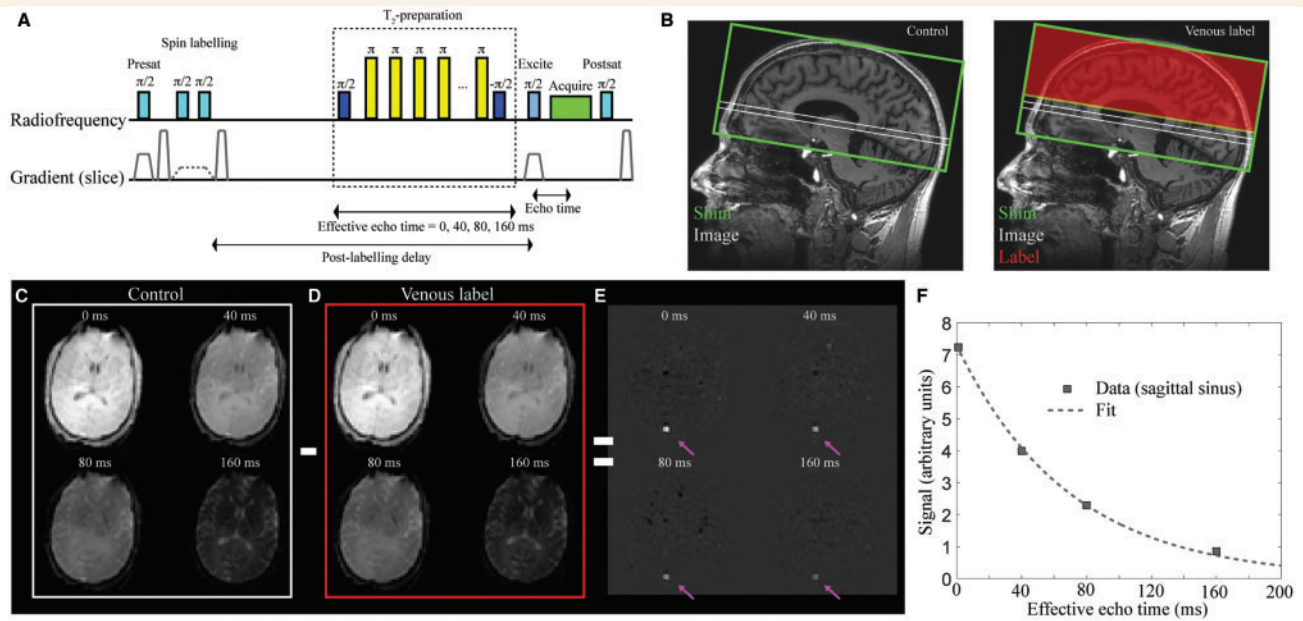 A
T2-preparation
Spin labelling
π π π π π
Presat
π/2 π/2 π/2
π/2
...
-π/2
Excite
π/2
Acquire
Postsat
π/2
Radiofrequency
Gradient (slice)
Echo time
Effective echo time = 0, 40, 80, 160 ms
Post-labelling delay
B
Control
Shim
Image
Venous label
Shim
Image
Label
C Control
0 ms 40 ms
80 ms 160 ms
D Venous label
0 ms 40 ms
80 ms 160 ms
E
0 ms 40 ms
80 ms 160 ms
F
8
7
6
5
4
3
2
1
0
Signal (arbitrary units)
Data (sagittal sinus)
Fit
0 40 80 120 160 200
Effective echo time (ms)